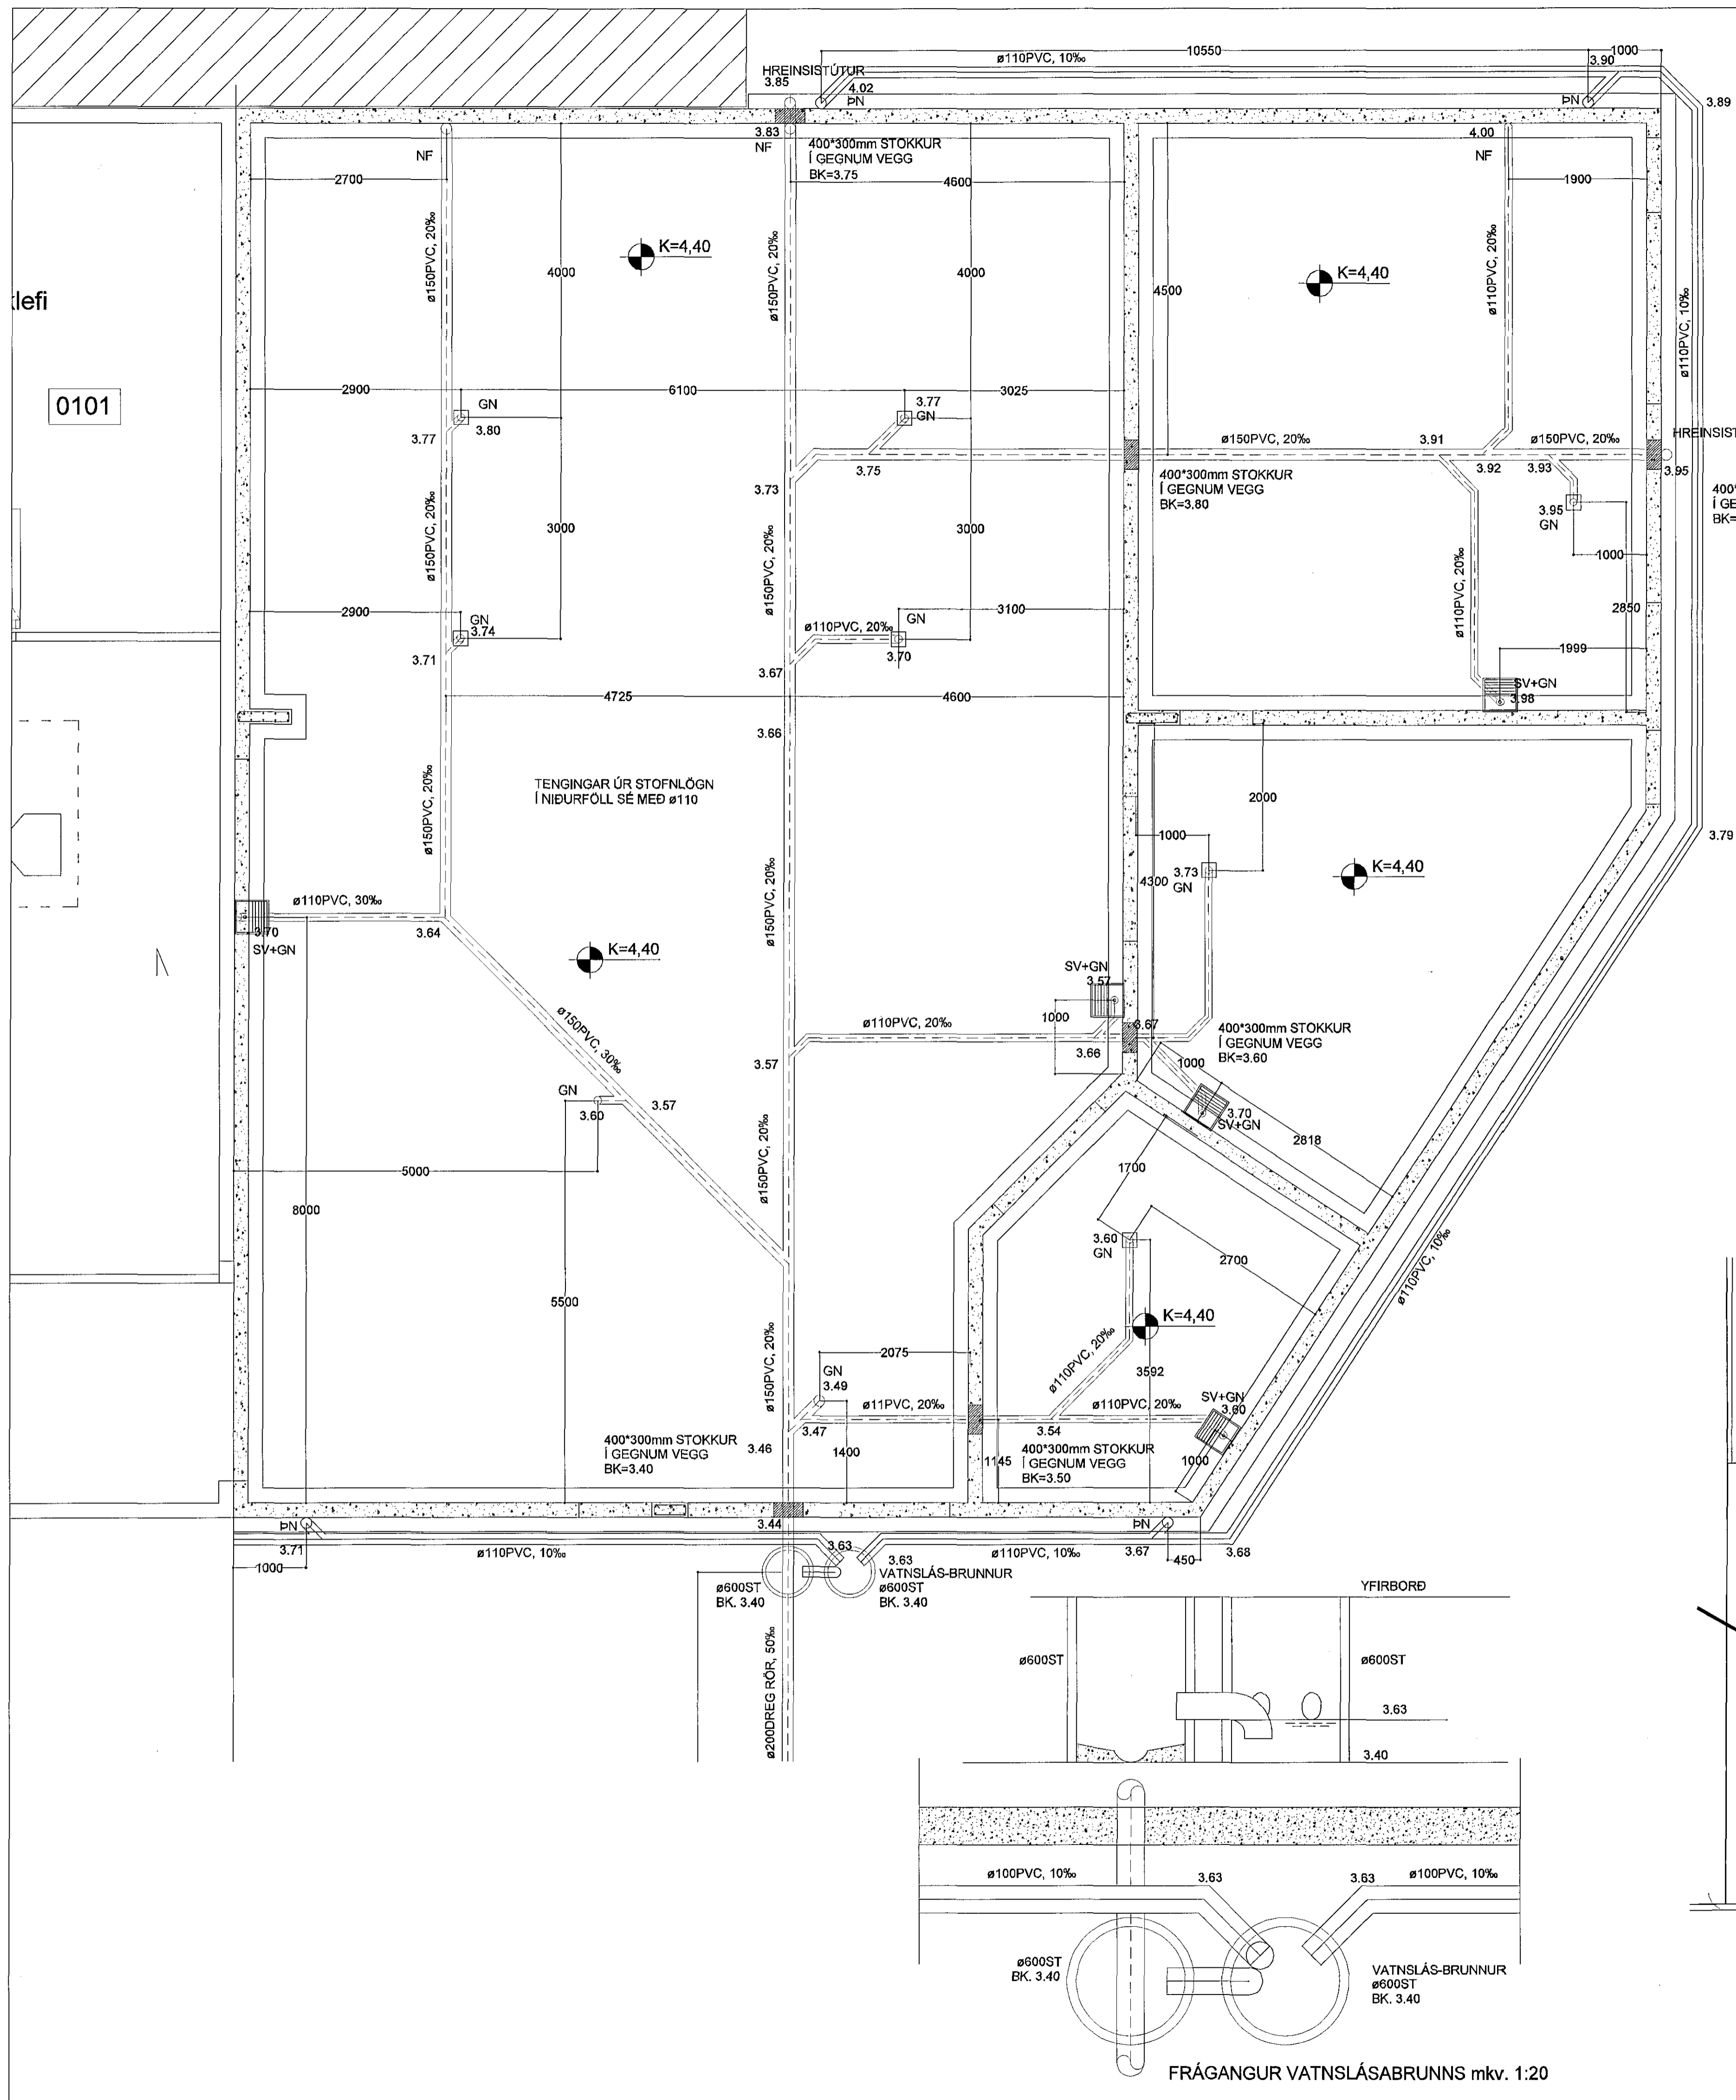 10550
1000
ø110PVC, 10‰
3.90
HREINSISTÚTUR
3.85
4.02
ÞN
ÞN
3.89
3.83
NF
NF
400*300mm STOKKUR
Í GEGNUM VEGG
BK=3.75
4.00
NF
2700
4600
1900
ø150PVC, 20‰
ø150PVC, 20‰
ø110PVC, 20‰
K=4,40
4000
4000
K=4,40
4500
ø110PVC, 10‰
klefi
0101
2900
6100
3025
GN
3.80
3.77
3.77
GN
3.75
3.73
ø150PVC, 20‰
3.91
ø150PVC, 20‰
HREINSIST
3.92
3.93
3.95
400*300mm STOKKUR
Í GEGNUM VEGG
BK=3.80
400*
Í GE
BK=
3.95
GN
1000
ø150PVC, 20‰
3000
ø150PVC, 20‰
3000
ø110PVC, 20‰
2900
GN
3.74
3.71
3100
GN
ø110PVC, 20‰
3.70
3.67
2850
1999
4725
4600
SV+GN
3.98
3.66
ø150PVC, 20‰
TENGINGAR ÚR STOFNLÖGN
Í NIÐURFÖLL SÉ MEÐ ø110
2000
1000
3.79
3.73
GN
4300
K=4,40
ø110PVC, 30‰
3.70
SV+GN
3.64
ø150PVC, 20‰
K=4,40
SV+GN
3.57
1000
ø110PVC, 20‰
3.67
3.66
400*300mm STOKKUR
Í GEGNUM VEGG
BK=3.60
ø150PVC, 30‰
3.57
1000
GN
3.60
3.57
3.70
SV+GN
2818
5000
8000
ø150PVC, 20‰
1700
3.60
GN
2700
ø110PVC, 10‰
5500
K=4,40
ø150PVC, 20‰
2075
GN
3.49
ø110PVC, 20‰
3592
ø11PVC, 20‰
ø110PVC, 20‰
SV+GN
3.60
3.47
3.54
400*300mm STOKKUR
Í GEGNUM VEGG
BK=3.40
3.46
1400
1145
400*300mm STOKKUR
Í GEGNUM VEGG
BK=3.50
1000
ÞN
3.71
3.44
ÞN
1000
ø110PVC, 10‰
3.63
3.63
ø110PVC, 10‰
3.67
450
3.68
ø600ST
BK. 3.40
VATNSLÁS-BRUNNUR
ø600ST
BK. 3.40
YFIRBORÐ
ø200DREG RÖR, 50‰
ø600ST
ø600ST
3.63
3.40
ø100PVC, 10‰
3.63
3.63
ø100PVC, 10‰
ø600ST
BK. 3.40
VATNSLÁS-BRUNNUR
ø600ST
BK. 3.40
FRÁGANGUR VATNSLÁSABRUNNS mkv. 1:20